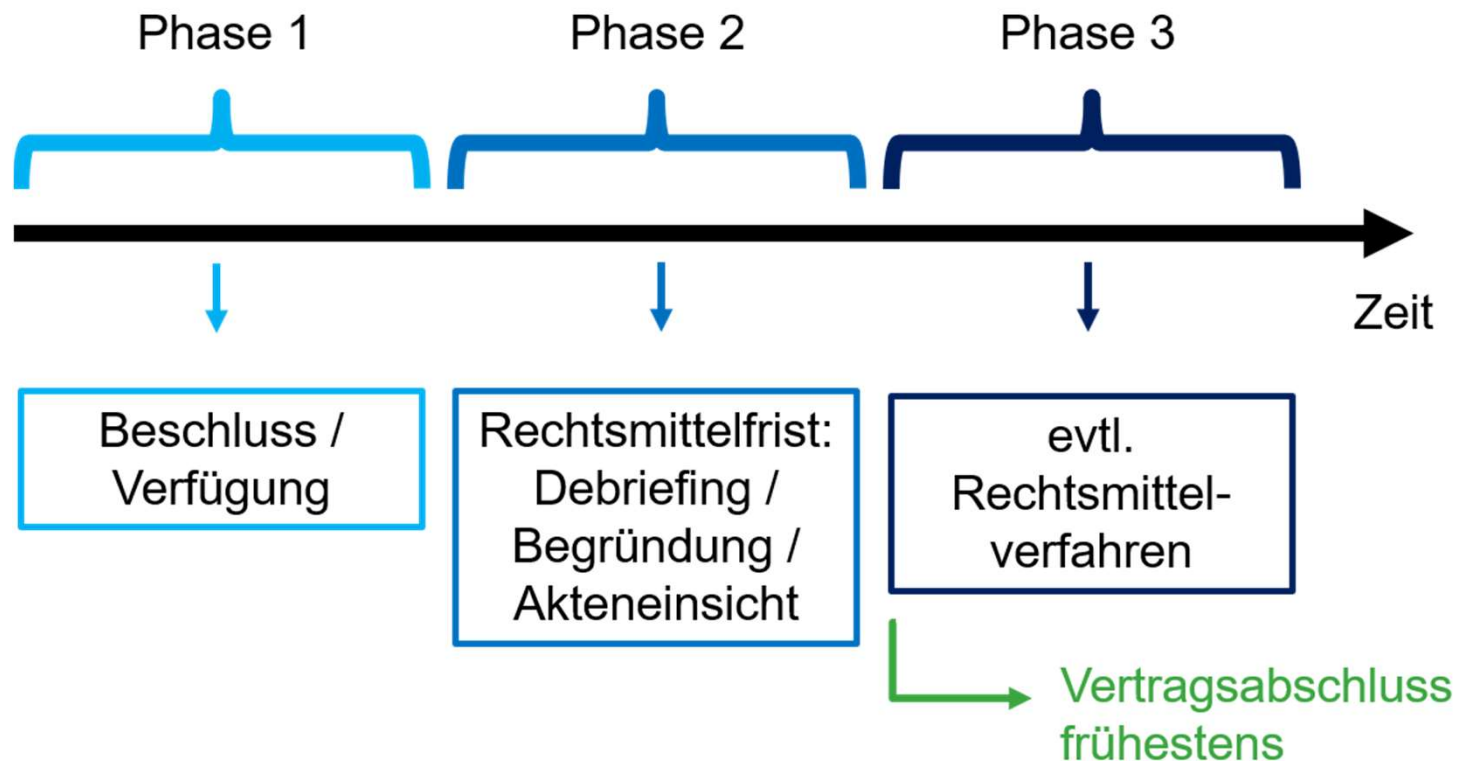 Phase 1
Phase 2
Phase 3
Zeit
Beschluss /
Verfügung
Rechtsmittelfrist:
Debriefing /
Begründung /
Akteneinsicht
evtl.
Rechtsmittel-
verfahren
Vertragsabschluss
frühestens